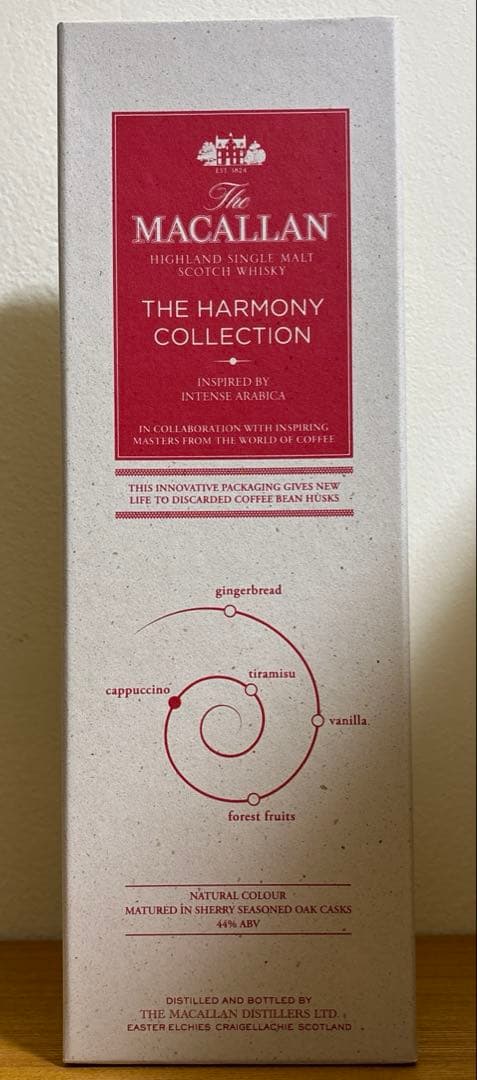 EST. 1824
The
MACALLAN
HIGHLAND SINGLE MALT
SCOTCH WHISKY
THE HARMONY
COLLECTION
INSPIRED BY
INTENSE ARABICA
IN COLLABORATION WITH INSPIRING
MASTERS FROM THE WORLD OF COFFEE
THIS INNOVATIVE PACKAGING GIVES NEW
LIFE TO DISCARDED COFFEE BEAN HUSKS
gingerbread
tiramisu
cappuccino
vanilla
forest fruits
NATURAL COLOUR
MATURED IN SHERRY SEASONED OAK CASKS
44% ABV
DISTILLED AND BOTTLED BY
THE MACALLAN DISTILLERS LTD.
EASTER ELCHIES CRAIGELLACHIE SCOTLAND